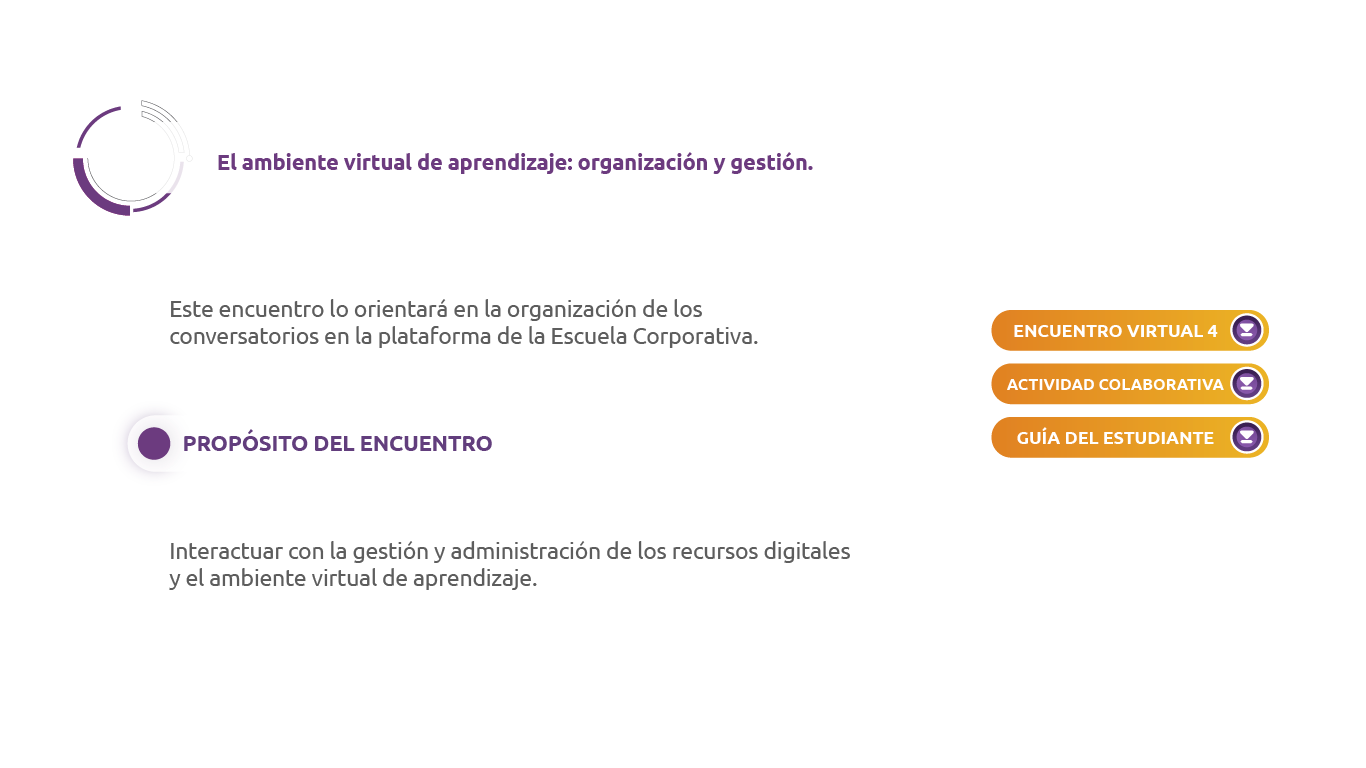 El ambiente virtual de aprendizaje: organización y gestión.
Este encuentro lo orientará en la organización de los
conversatorios en la plataforma de la Escuela Corporativa.
PROPÓSITO DEL ENCUENTRO
Interactuar con la gestión y administración de los recursos digitales
y el ambiente virtual de aprendizaje.
ENCUENTRO VIRTUAL 4
ACTIVIDAD COLABORATIVA
GUÍA DEL ESTUDIANTE